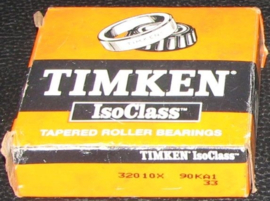 TIMKEN®
IsoClass™
TAPERED ROLLER BEARINGS
TIMKEN IsoClass™
32010X 90KA1
33